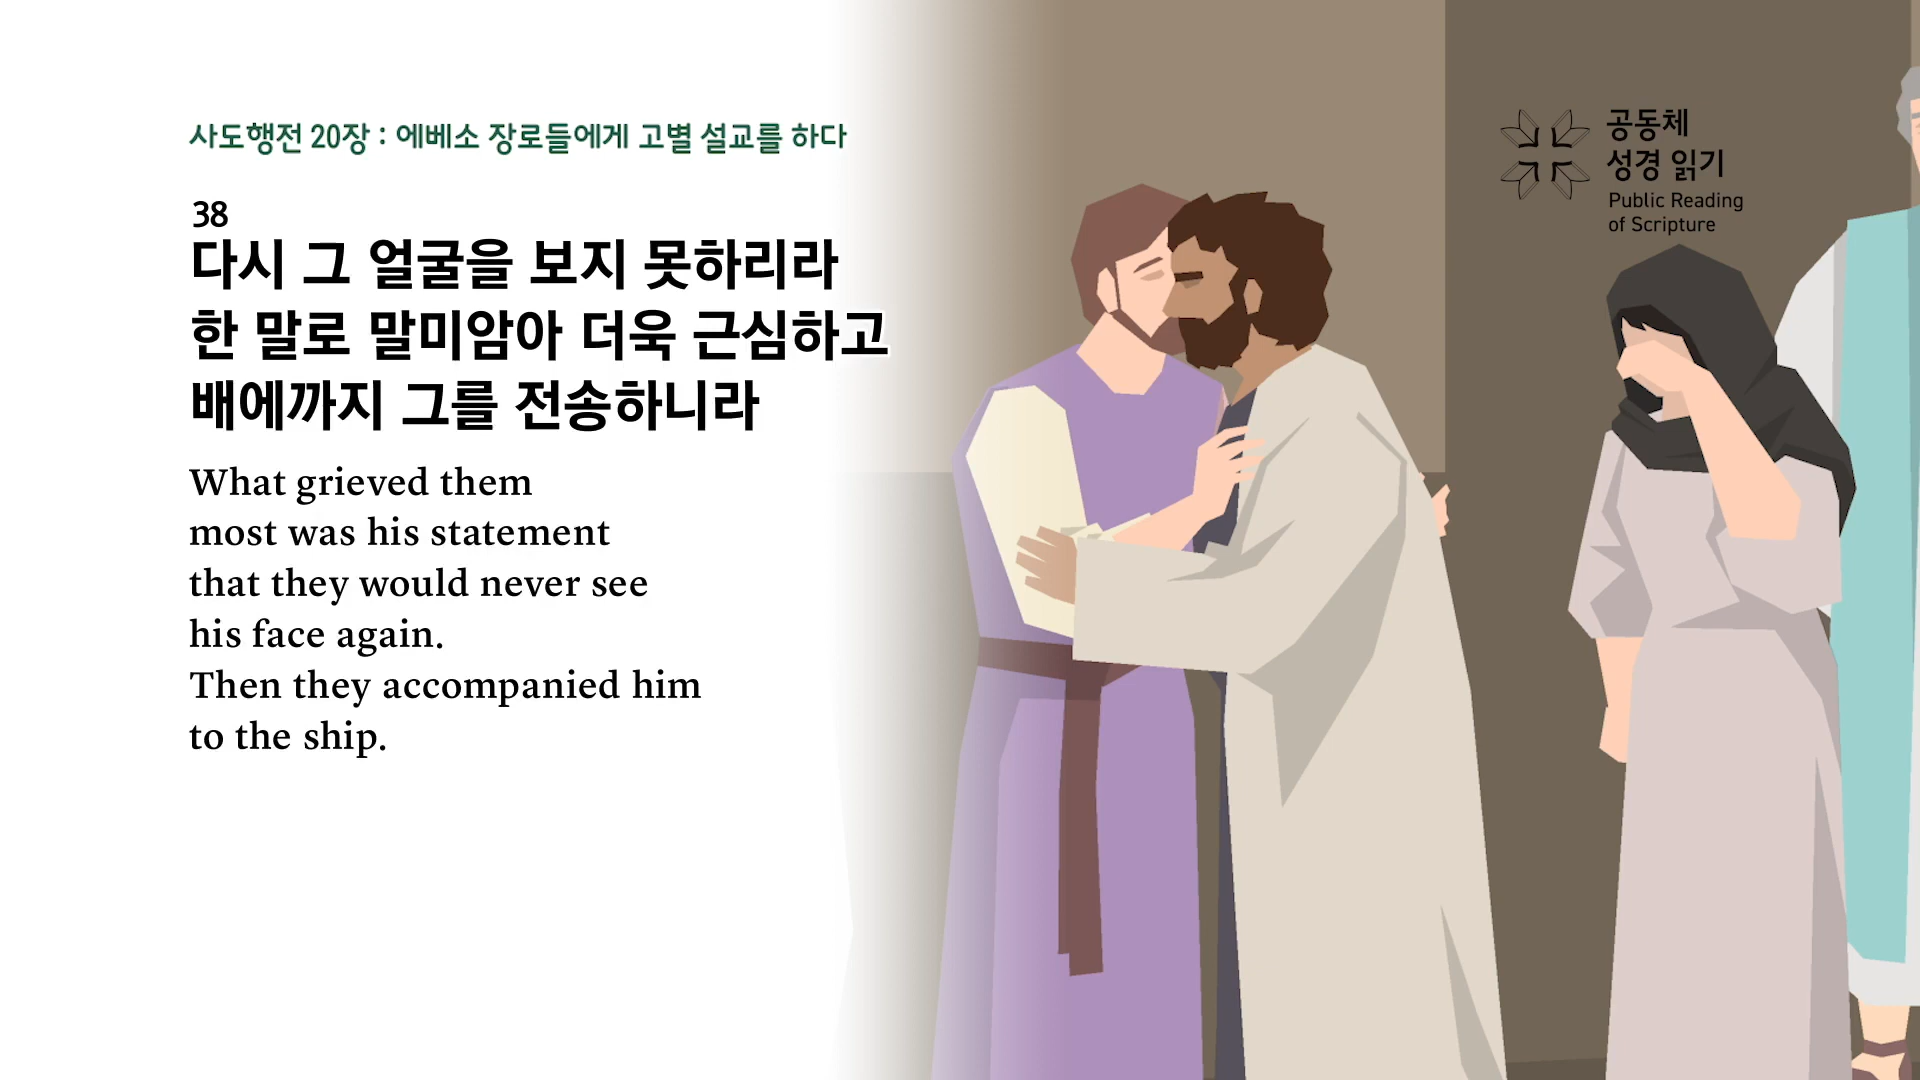 사도행전 20장 : 에베소 장로들에게 고별 설교를 하다
38
다시 그 얼굴을 보지 못하리라
한 말로 말미암아 더욱 근심하고
배에까지 그를 전송하니라
What grieved them
most was his statement
that they would never see
his face again.
Then they accompanied him
to the ship.
공동체
성경 읽기
Public Reading
of Scripture